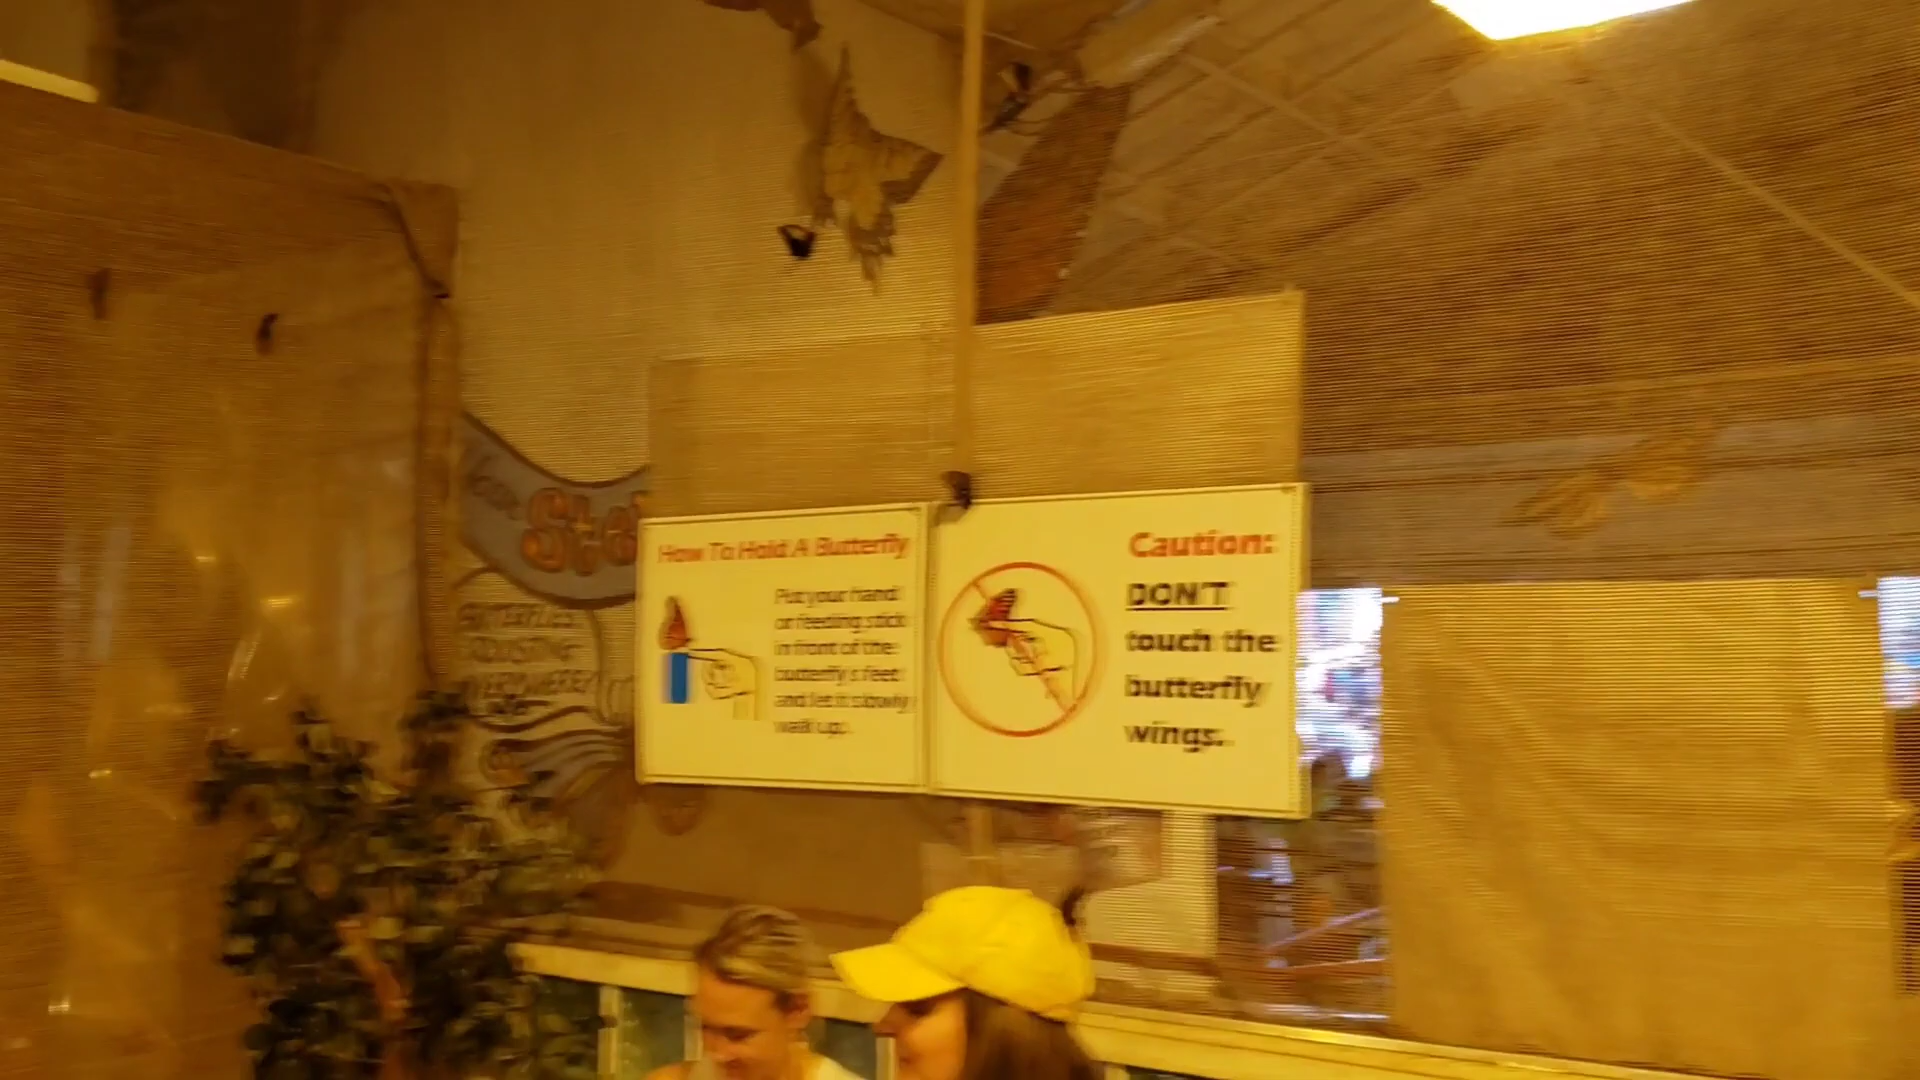 How To Hold A Butterfly
Put your hand
or feeding stick
in front of the
butterfly's feet
and let it slowly
walk up.
Caution:
DON'T
touch the
butterfly
wings.
BUTTERFLIES